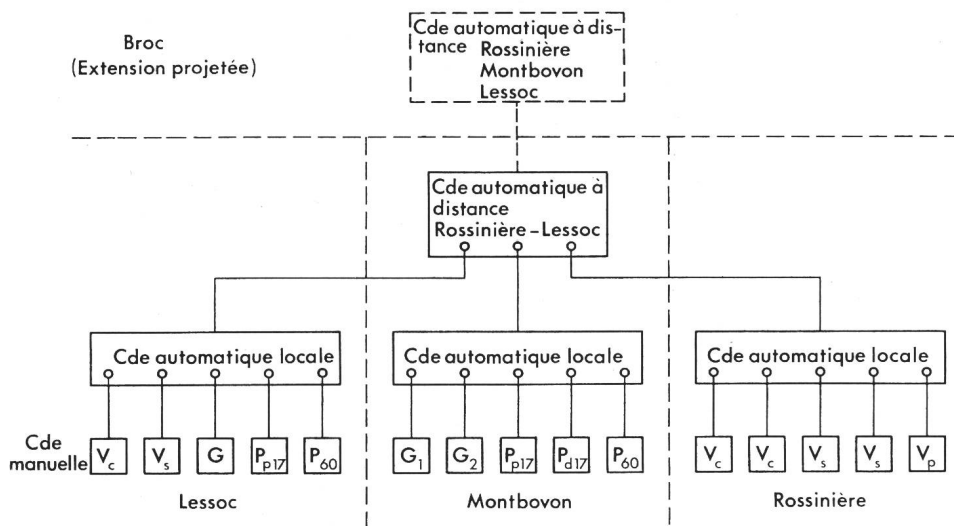 Broc
(Extension projetée)
Cde automatique à dis-
tance Rossinière
Montbovon
Lessoc
Cde automatique à
distance
Rossinière – Lessoc
Cde automatique locale
Cde automatique locale
Cde automatique locale
Cde
manuelle
Vc Vs G Pp17 P60
G1 G2 Pp17 Pd17 P60
Vc Vc Vs Vs Vp
Lessoc
Montbovon
Rossinière